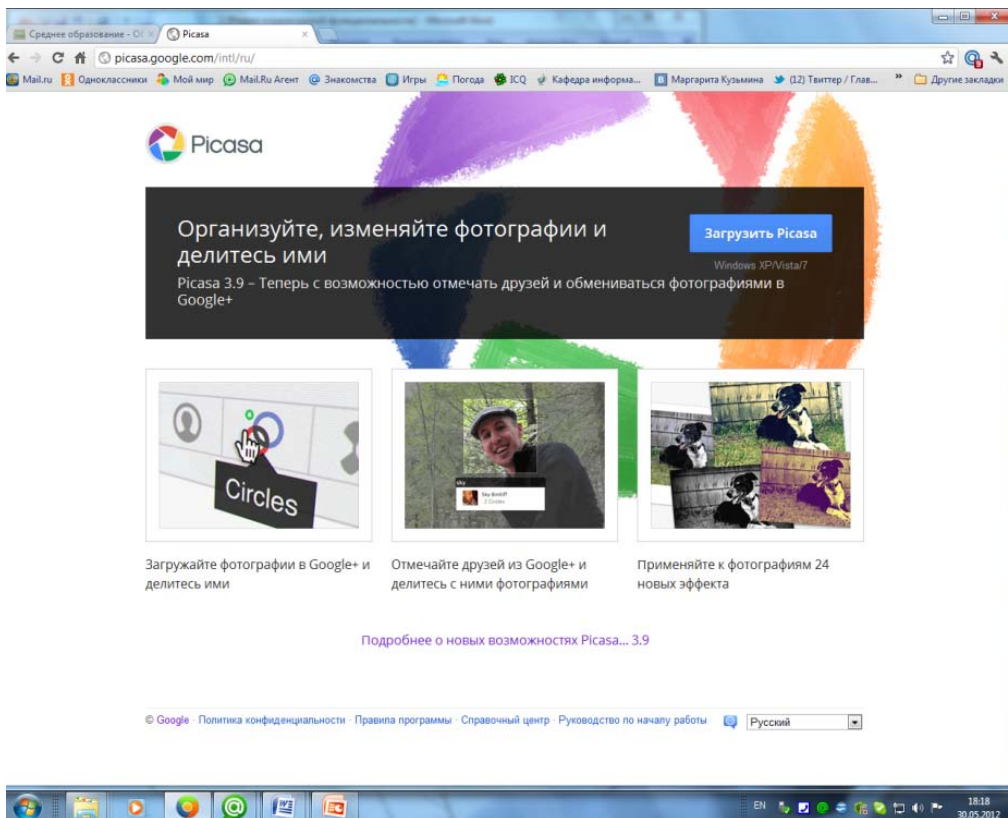 Среднее образование - Об
Picasa
picasa.google.com/intl/ru/
Mail.ru Одноклассники Мой мир Mail.Ru Агент Знакомства Игры Погода ICQ Кафедра информа... Маргарита Кузьмина (12) Твиттер / Глав... » Другие закладки
Picasa
Организуйте, изменяйте фотографии и
делитесь ими
Picasa 3.9 – Теперь с возможностью отмечать друзей и обмениваться фотографиями в
Google+
Загрузить Picasa
Windows XP/Vista/7
Circles
sky
2 Circles
Загружайте фотографии в Google+ и
делитесь ими
Отмечайте друзей из Google+ и
делитесь с ними фотографиями
Применяйте к фотографиям 24
новых эффекта
Подробнее о новых возможностях Picasa... 3.9
© Google · Политика конфиденциальности · Правила программы · Справочный центр · Руководство по началу работы
Русский
EN
18:18
30.05.2012